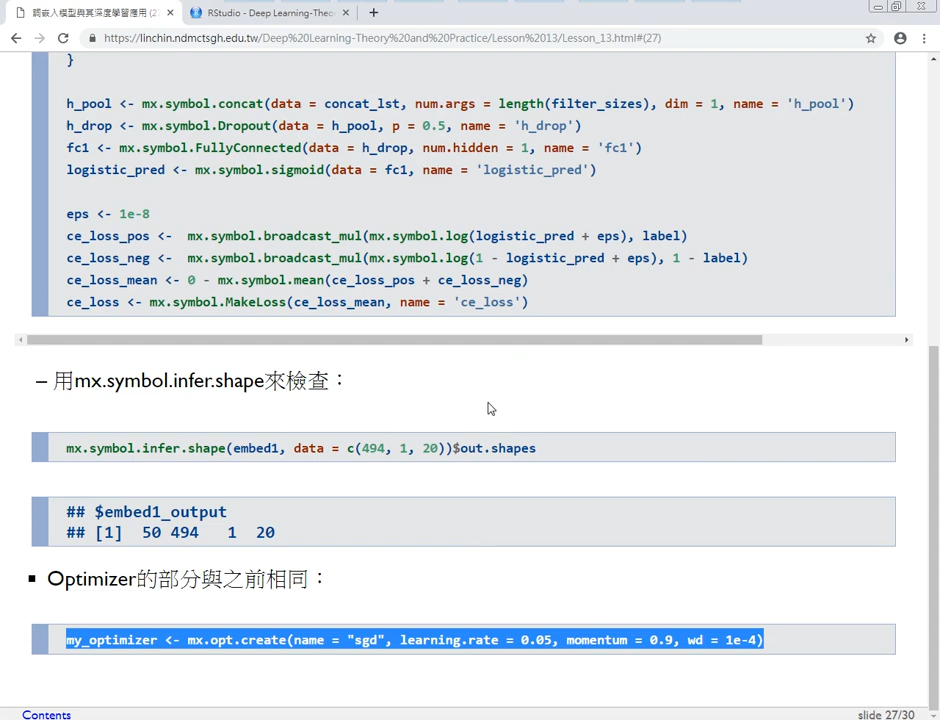 詞嵌入模型與其深度學習應用 (2
RStudio - Deep Learning-Theo
https://linchin.ndmctsgh.edu.tw/Deep%20Learning-Theory%20and%20Practice/Lesson%2013/Lesson_13.html#(27)
}
h_pool <- mx.symbol.concat(data = concat_lst, num.args = length(filter_sizes), dim = 1, name = 'h_pool')
h_drop <- mx.symbol.Dropout(data = h_pool, p = 0.5, name = 'h_drop')
fc1 <- mx.symbol.FullyConnected(data = h_drop, num.hidden = 1, name = 'fc1')
logistic_pred <- mx.symbol.sigmoid(data = fc1, name = 'logistic_pred')
eps <- 1e-8
ce_loss_pos <-  mx.symbol.broadcast_mul(mx.symbol.log(logistic_pred + eps), label)
ce_loss_neg <-  mx.symbol.broadcast_mul(mx.symbol.log(1 - logistic_pred + eps), 1 - label)
ce_loss_mean <- 0 - mx.symbol.mean(ce_loss_pos + ce_loss_neg)
ce_loss <- mx.symbol.MakeLoss(ce_loss_mean, name = 'ce_loss')
– 用mx.symbol.infer.shape來檢查：
mx.symbol.infer.shape(embed1, data = c(494, 1, 20))$out.shapes
## $embed1_output
## [1]  50 494   1  20
▪ Optimizer的部分與之前相同：
my_optimizer <- mx.opt.create(name = "sgd", learning.rate = 0.05, momentum = 0.9, wd = 1e-4)
Contents
slide 27/30